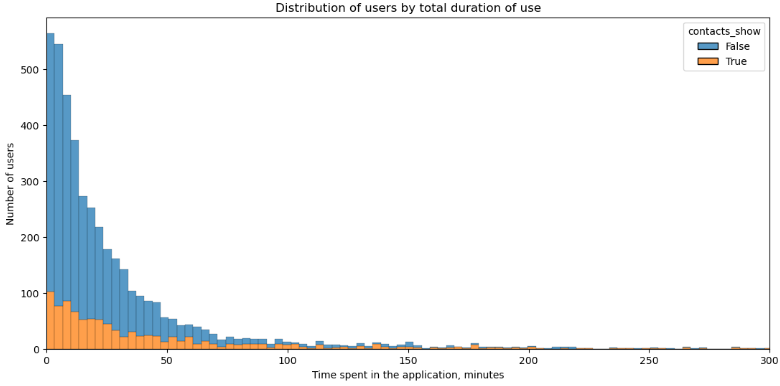 Distribution of users by total duration of use
contacts_show
False
True
Number of users
500
400
300
200
100
0
0 50 100 150 200 250 300
Time spent in the application, minutes